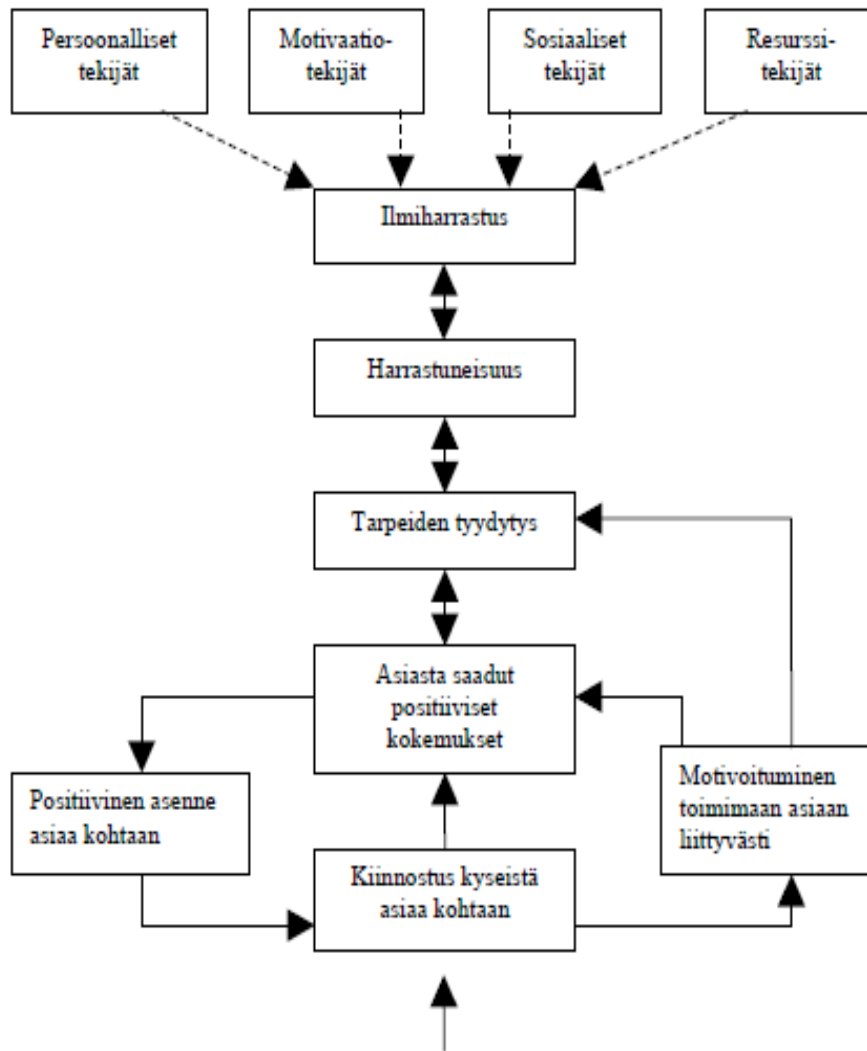 Persoonalliset
tekijät
Motivaatio-
tekijät
Sosiaaliset
tekijät
Resurssi-
tekijät
Ilmiharrastus
Harrastuneisuus
Tarpeiden tyydytys
Asiasta saadut
positiiviset
kokemukset
Positiivinen asenne
asiaa kohtaan
Motivoituminen
toimimaan asiaan
liittyvästi
Kiinnostus kyseistä
asiaa kohtaan